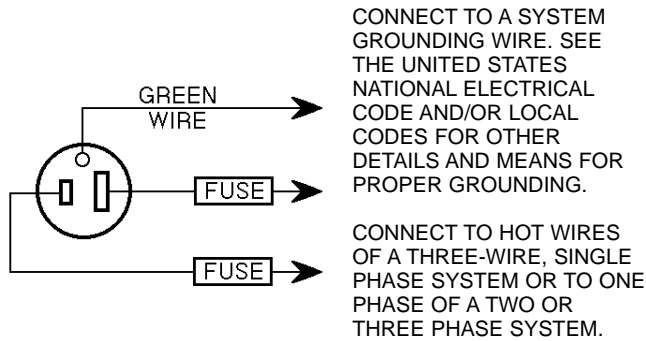 CONNECT TO A SYSTEM
GROUNDING WIRE. SEE
THE UNITED STATES
NATIONAL ELECTRICAL
CODE AND/OR LOCAL
CODES FOR OTHER
DETAILS AND MEANS FOR
PROPER GROUNDING.
GREEN
WIRE
FUSE
FUSE
CONNECT TO HOT WIRES
OF A THREE-WIRE, SINGLE
PHASE SYSTEM OR TO ONE
PHASE OF A TWO OR
THREE PHASE SYSTEM.